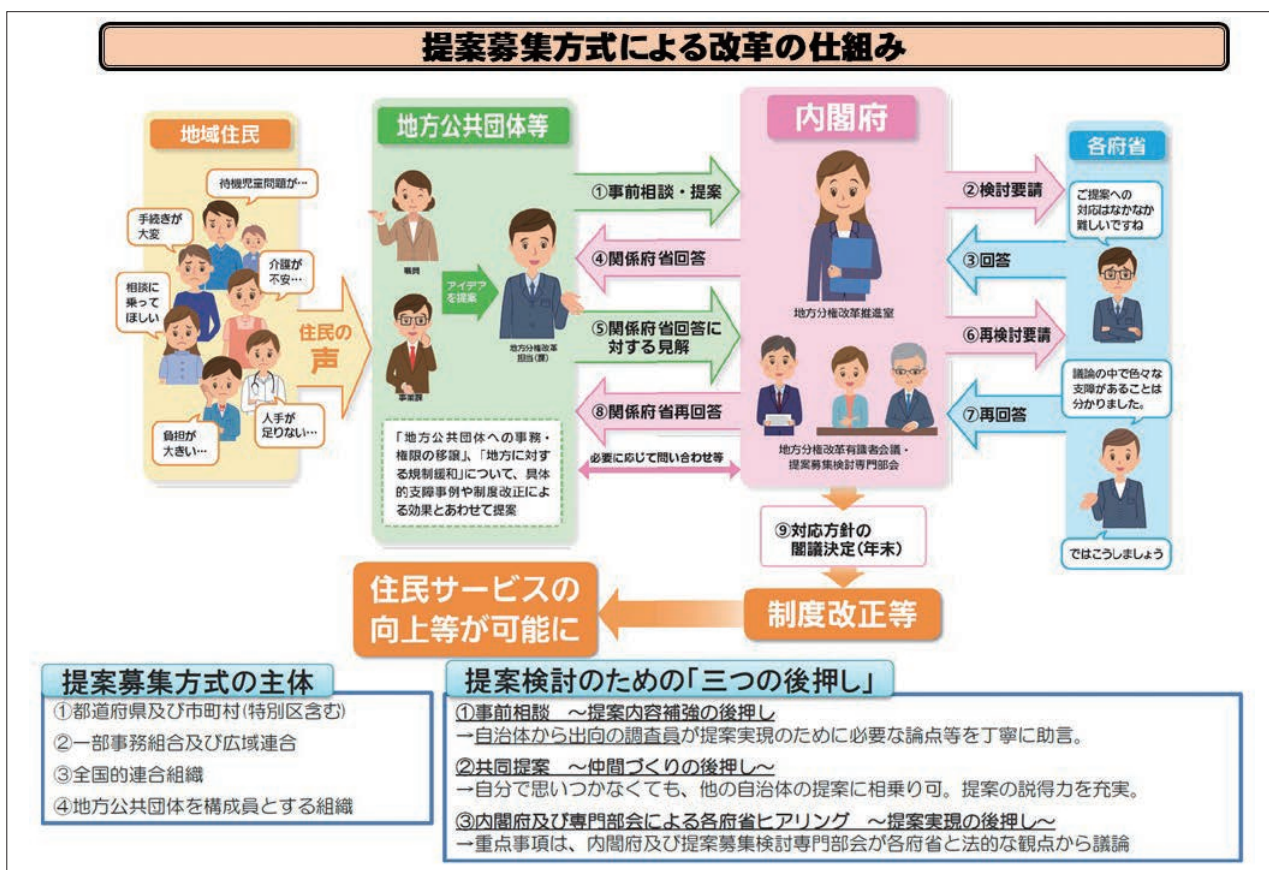 提案募集方式による改革の仕組み
地域住民
待機児童問題が…
手続きが
大変
介護が
不安…
相談に
乗って
ほしい
負担が
大きい…
人手が
足りない…
住民の
声
地方公共団体等
職員
アイデア
を提案
事業課
地方分権改革
担当(課)
「地方公共団体への事務・
権限の移譲」、「地方に対す
る規制緩和」について、具体
的支障事例や制度改正によ
る効果とあわせて提案
①事前相談・提案
④関係府省回答
⑤関係府省回答に
対する見解
⑧関係府省再回答
必要に応じて問い合わせ等
内閣府
地方分権改革推進室
地方分権改革有識者会議・
提案募集検討専門部会
②検討要請
③回答
⑥再検討要請
⑦再回答
各府省
ご提案への
対応はなかなか
難しいですね
議論の中で色々な
支障があることは
分かりました。
ではこうしましょう
⑨対応方針の
閣議決定(年末)
制度改正等
住民サービスの
向上等が可能に
提案募集方式の主体
①都道府県及び市町村(特別区含む)
②一部事務組合及び広域連合
③全国的連合組織
④地方公共団体を構成員とする組織
提案検討のための「三つの後押し」
①事前相談　～提案内容補強の後押し
→自治体から出向の調査員が提案実現のために必要な論点等を丁寧に助言。
②共同提案　～仲間づくりの後押し～
→自分で思いつかなくても、他の自治体の提案に相乗り可。提案の説得力を充実。
③内閣府及び専門部会による各府省ヒアリング　～提案実現の後押し～
→重点事項は、内閣府及び提案募集検討専門部会が各府省と法的な観点から議論